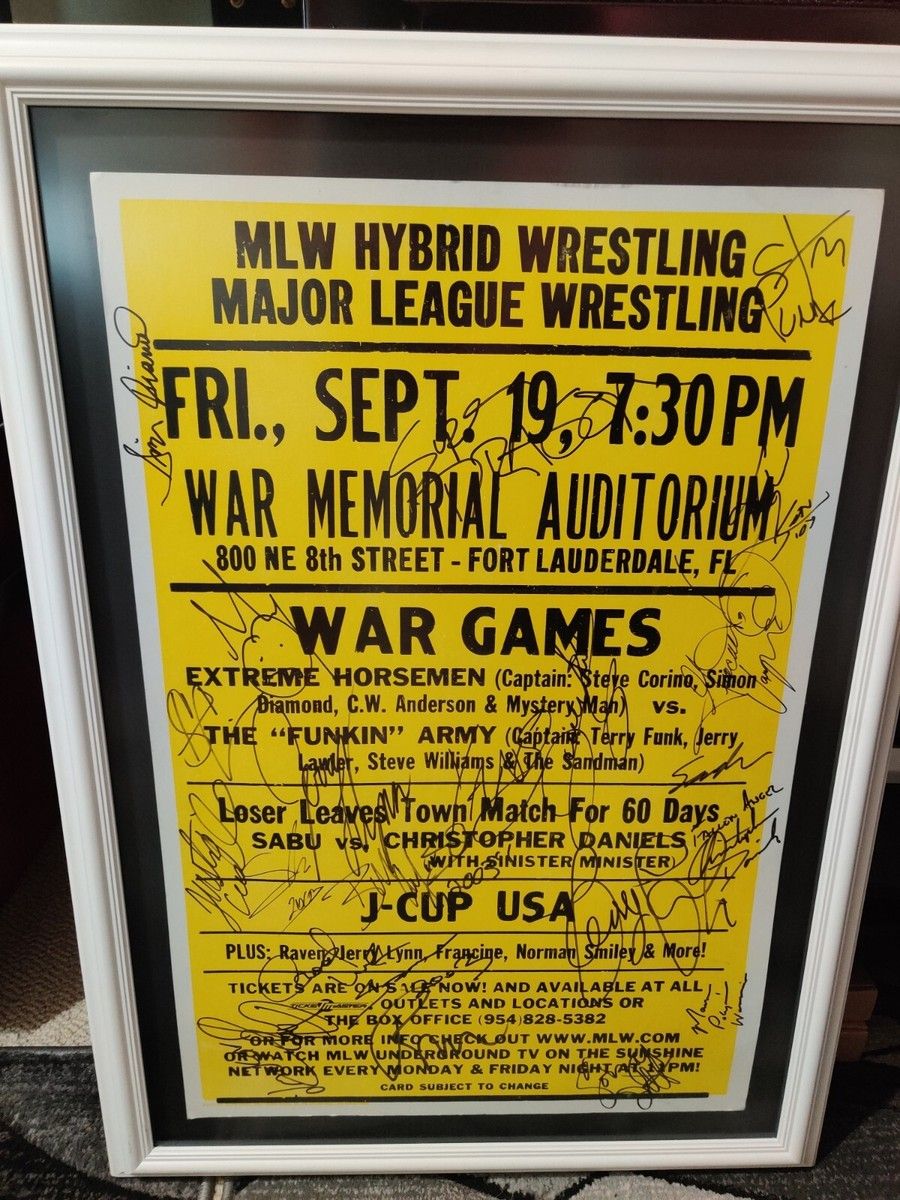 MLW HYBRID WRESTLING
MAJOR LEAGUE WRESTLING
FRI., SEPT. 19, 7:30PM
WAR MEMORIAL AUDITORIUM
800 NE 8th STREET - FORT LAUDERDALE, FL
WAR GAMES
EXTREME HORSEMEN (Captain: Steve Corino, Simon
Diamond, C.W. Anderson & Mystery Man) VS.
THE "FUNKIN" ARMY (Captain: Terry Funk, Jerry
Lawler, Steve Williams & The Sandman)
Loser Leaves Town Match For 60 Days
SABU vs. CHRISTOPHER DANIELS
(WITH SINISTER MINISTER)
J-CUP USA
PLUS: Raven, Jerry Lynn, Francine, Norman Smiley & More!
TICKETS ARE ON SALE NOW! AND AVAILABLE AT ALL
TICKETMASTER OUTLETS AND LOCATIONS OR
THE BOX OFFICE (954)828-5382
OR FOR MORE INFO CHECK OUT WWW.MLW.COM
OR WATCH MLW UNDERGROUND TV ON THE SUNSHINE
NETWORK EVERY MONDAY & FRIDAY NIGHT AT 11PM!
CARD SUBJECT TO CHANGE